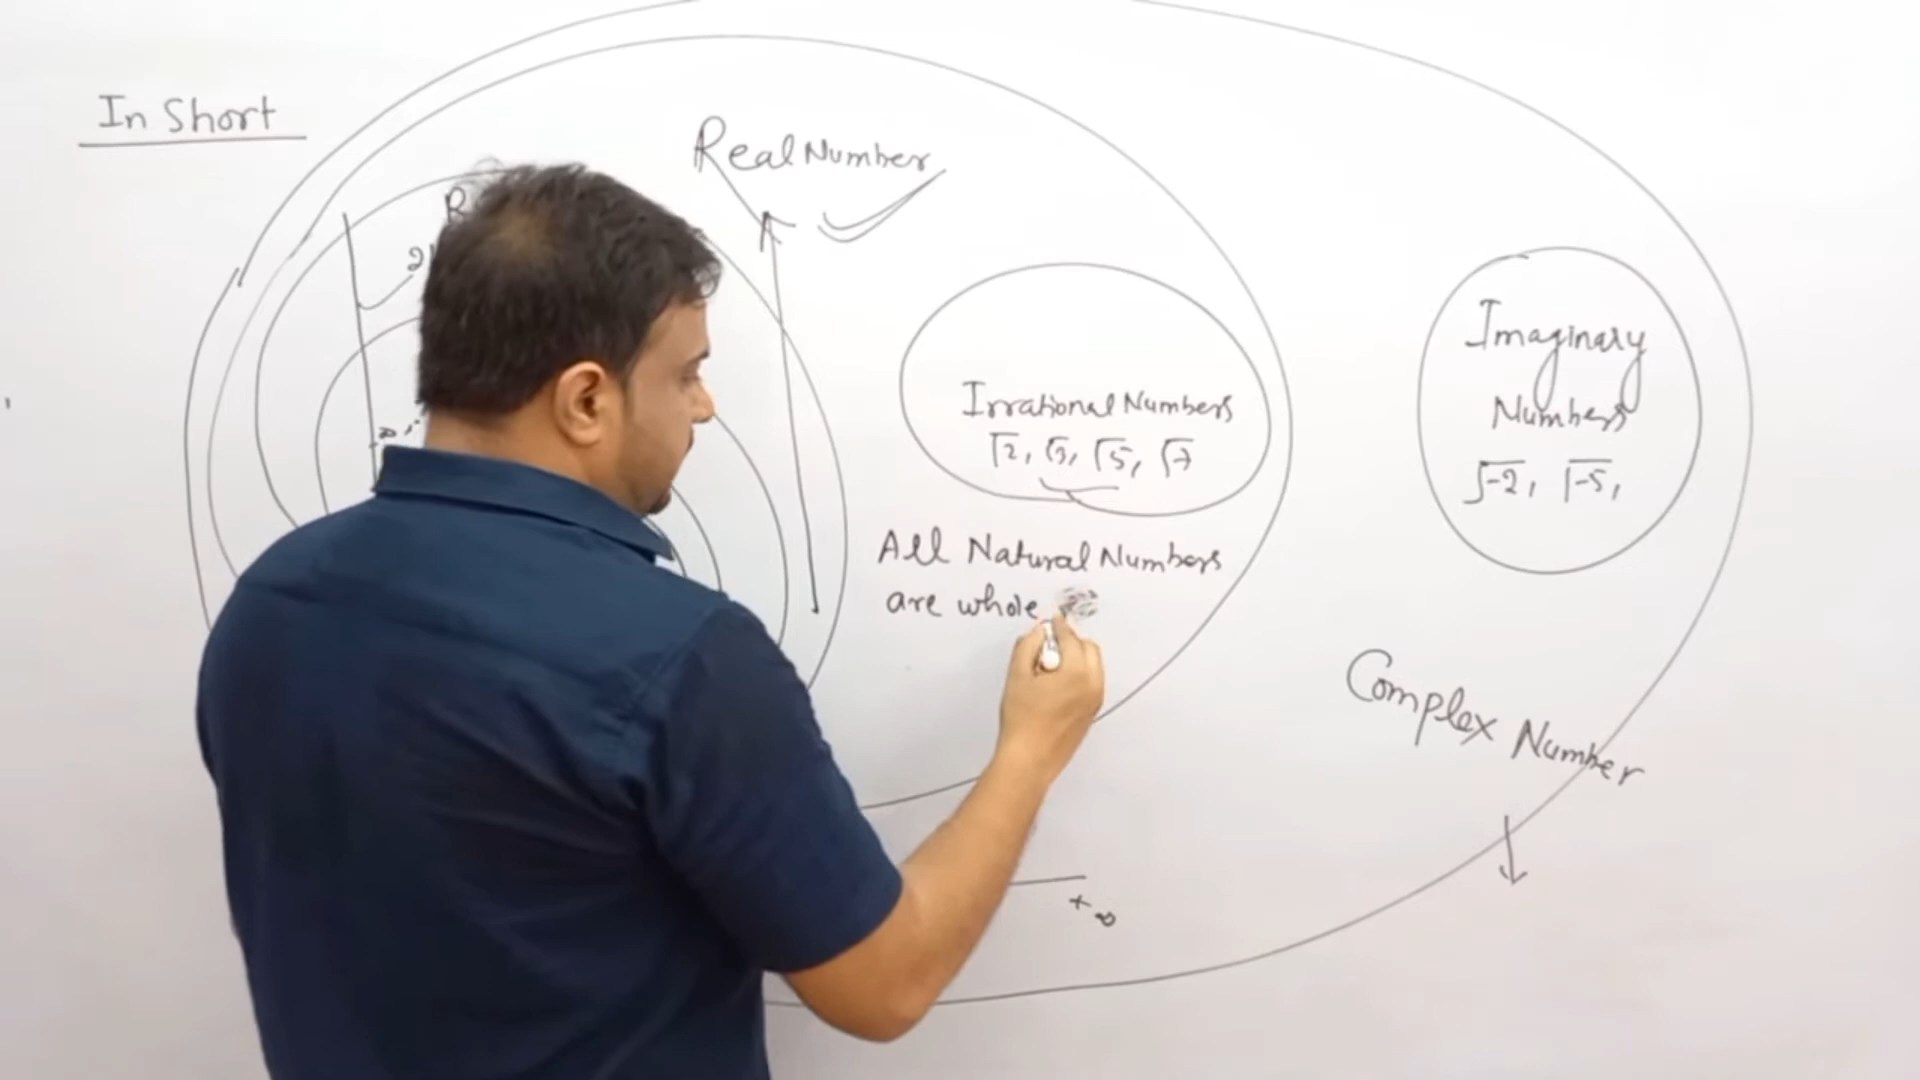 In Short
Real Number
Irrational Numbers
√2, √3, √5, √7
All Natural Numbers
are whole
Imaginary
Numbers
√-2, √-5,
Complex Number
+ ∞